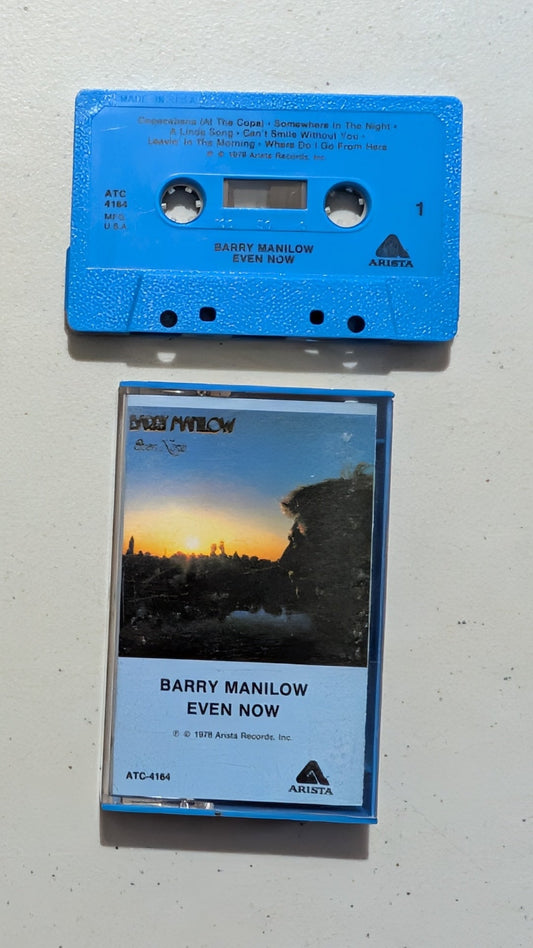 MADE IN U.S.A.
Copacabana (At The Copa) • Somewhere In The Night •
A Linda Song • Can't Smile Without You •
Leavin' In The Morning • Where Do I Go From Here
℗ © 1978 Arista Records, Inc.
ATC
4164
MFG.
U.S.A.
1
BARRY MANILOW
EVEN NOW
ARISTA
BARRY MANILOW
Even Now
BARRY MANILOW
EVEN NOW
℗ © 1978 Arista Records, Inc.
ATC-4164
ARISTA